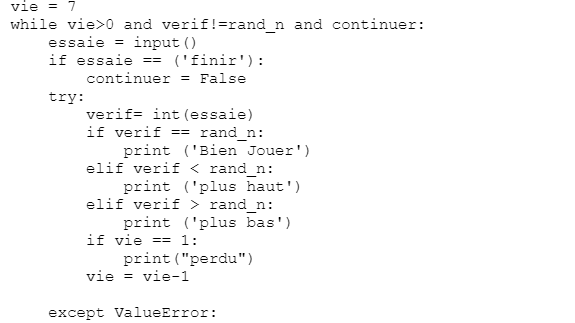 vie = 7
while vie>0 and verif!=rand_n and continuer:
    essaie = input()
    if essaie == ('finir'):
        continuer = False
    try:
        verif= int(essaie)
        if verif == rand_n:
            print ('Bien Jouer')
        elif verif < rand_n:
            print ('plus haut')
        elif verif > rand_n:
            print ('plus bas')
        if vie == 1:
            print("perdu")
        vie = vie-1

    except ValueError: